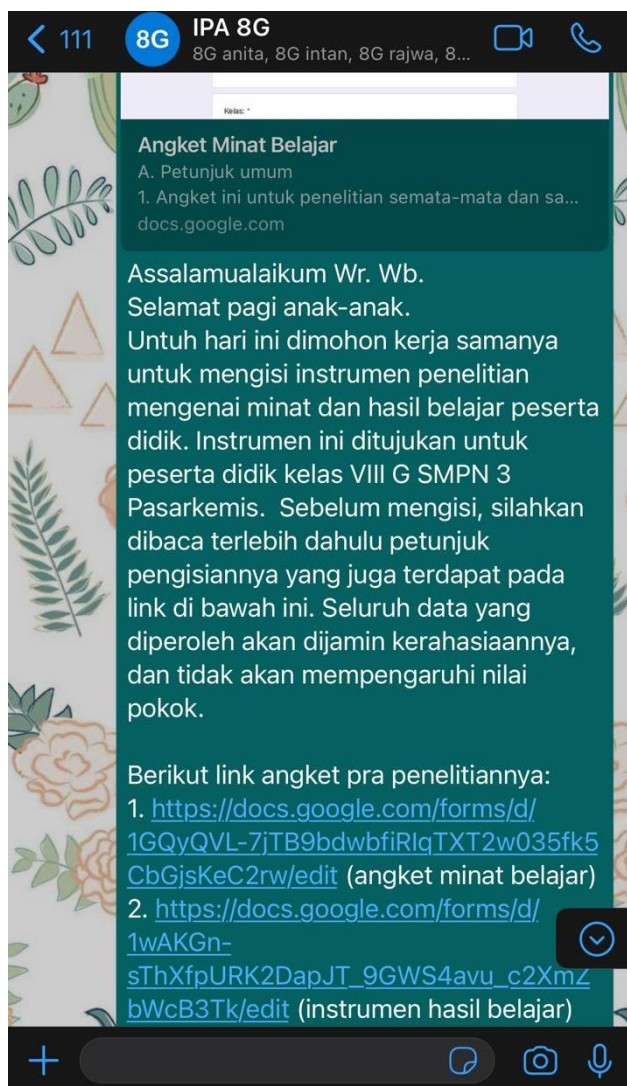 111
8G
IPA 8G
8G anita, 8G intan, 8G rajwa, 8...
Kelas: *
Angket Minat Belajar
A. Petunjuk umum
1. Angket ini untuk penelitian semata-mata dan sa...
docs.google.com
Assalamualaikum Wr. Wb.
Selamat pagi anak-anak.
Untuh hari ini dimohon kerja samanya
untuk mengisi instrumen penelitian
mengenai minat dan hasil belajar peserta
didik. Instrumen ini ditujukan untuk
peserta didik kelas VIII G SMPN 3
Pasarkemis.  Sebelum mengisi, silahkan
dibaca terlebih dahulu petunjuk
pengisiannya yang juga terdapat pada
link di bawah ini. Seluruh data yang
diperoleh akan dijamin kerahasiaannya,
dan tidak akan mempengaruhi nilai
pokok.
Berikut link angket pra penelitiannya:
1. https://docs.google.com/forms/d/
1GQyQVL-7jTB9bdwbfiRlqTXT2w035fk5
CbGjsKeC2rw/edit (angket minat belajar)
2. https://docs.google.com/forms/d/
1wAKGn-
sThXfpURK2DapJT_9GWS4avu_c2XmZ
bWcB3Tk/edit (instrumen hasil belajar)